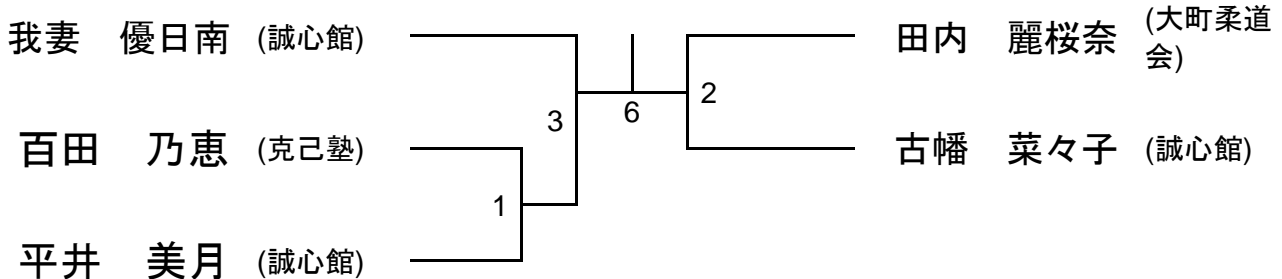 我妻　優日南 (誠心館)
百田　乃恵 (克己塾)
平井　美月 (誠心館)
3
1
6
2
田内　麗桜奈 (大町柔道
会)
古幡　菜々子 (誠心館)